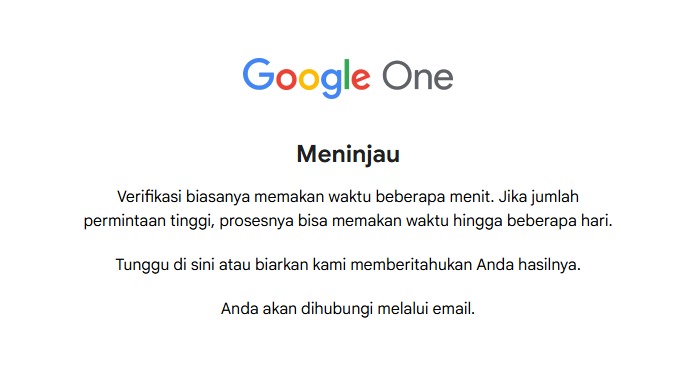 Google One
Meninjau
Verifikasi biasanya memakan waktu beberapa menit. Jika jumlah
permintaan tinggi, prosesnya bisa memakan waktu hingga beberapa hari.
Tunggu di sini atau biarkan kami memberitahukan Anda hasilnya.
Anda akan dihubungi melalui email.